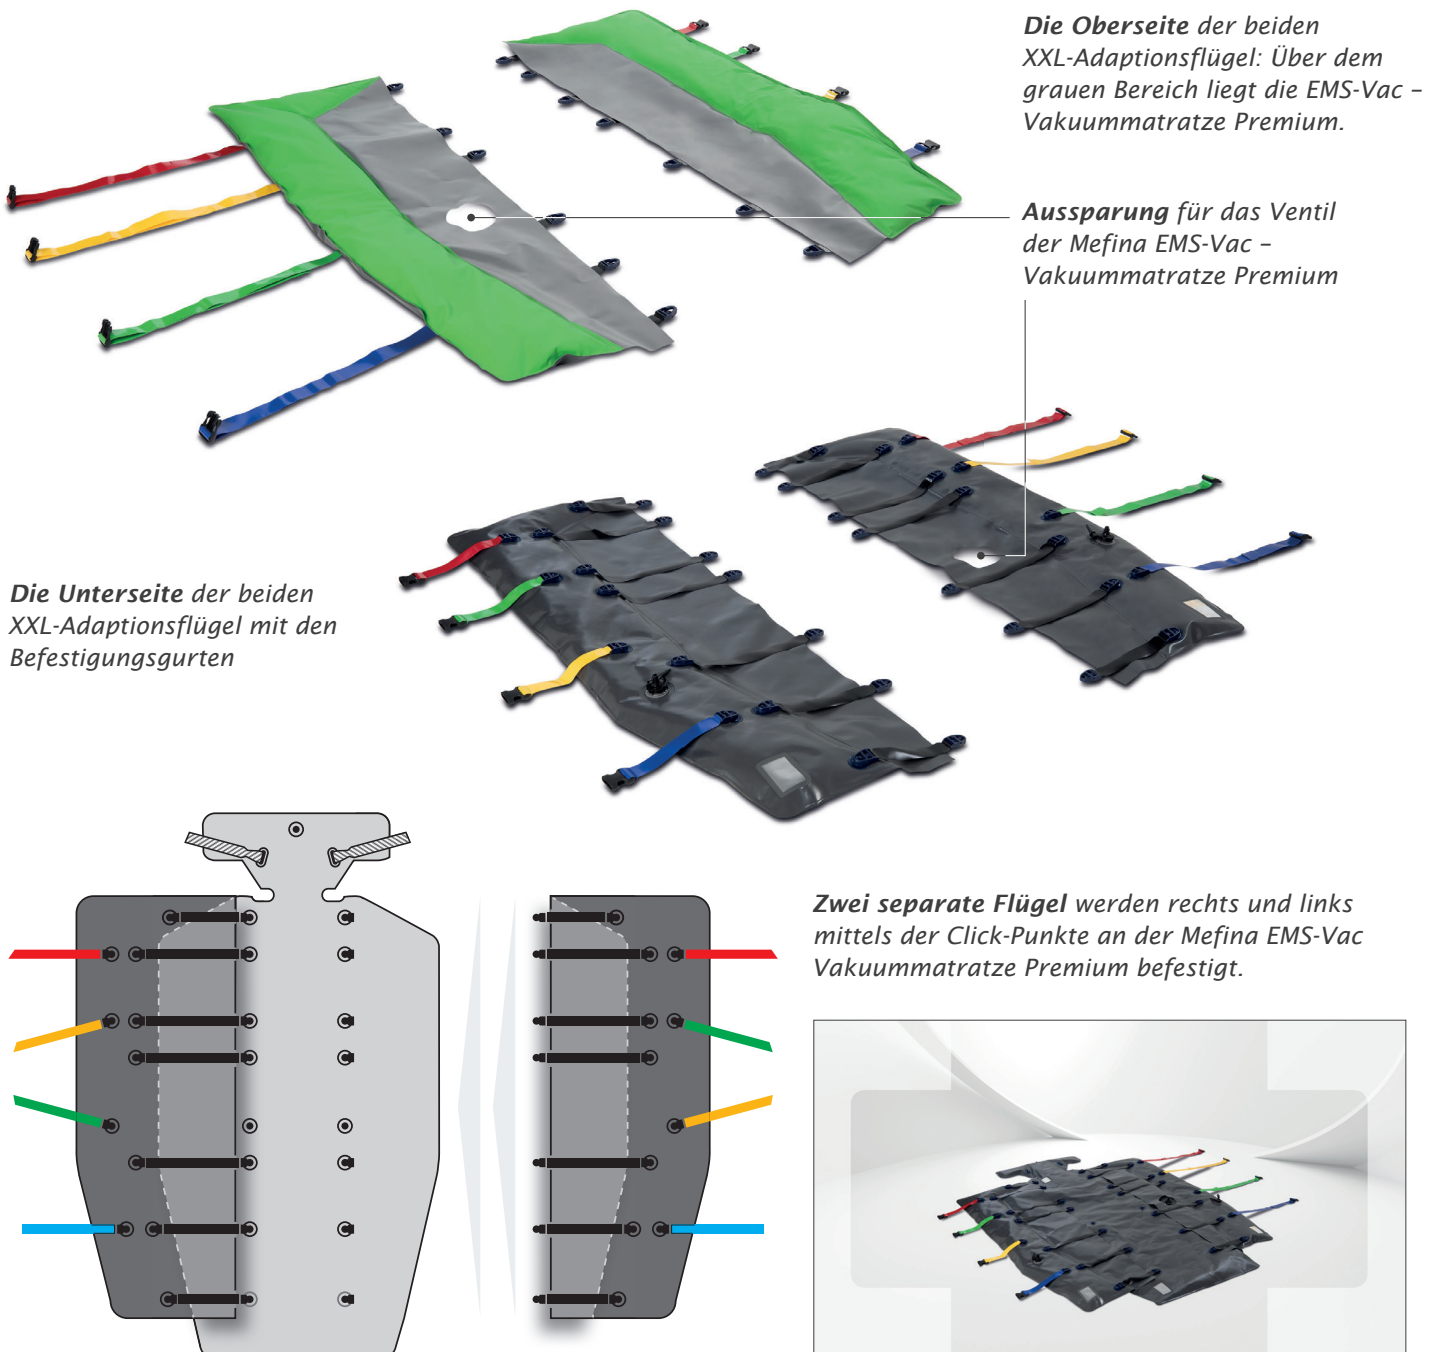 Die Oberseite der beiden
XXL-Adaptionsflügel: Über dem
grauen Bereich liegt die EMS-Vac –
Vakuummatratze Premium.
Aussparung für das Ventil
der Mefina EMS-Vac –
Vakuummatratze Premium
Die Unterseite der beiden
XXL-Adaptionsflügel mit den
Befestigungsgurten
Zwei separate Flügel werden rechts und links
mittels der Click-Punkte an der Mefina EMS-Vac
Vakuummatratze Premium befestigt.